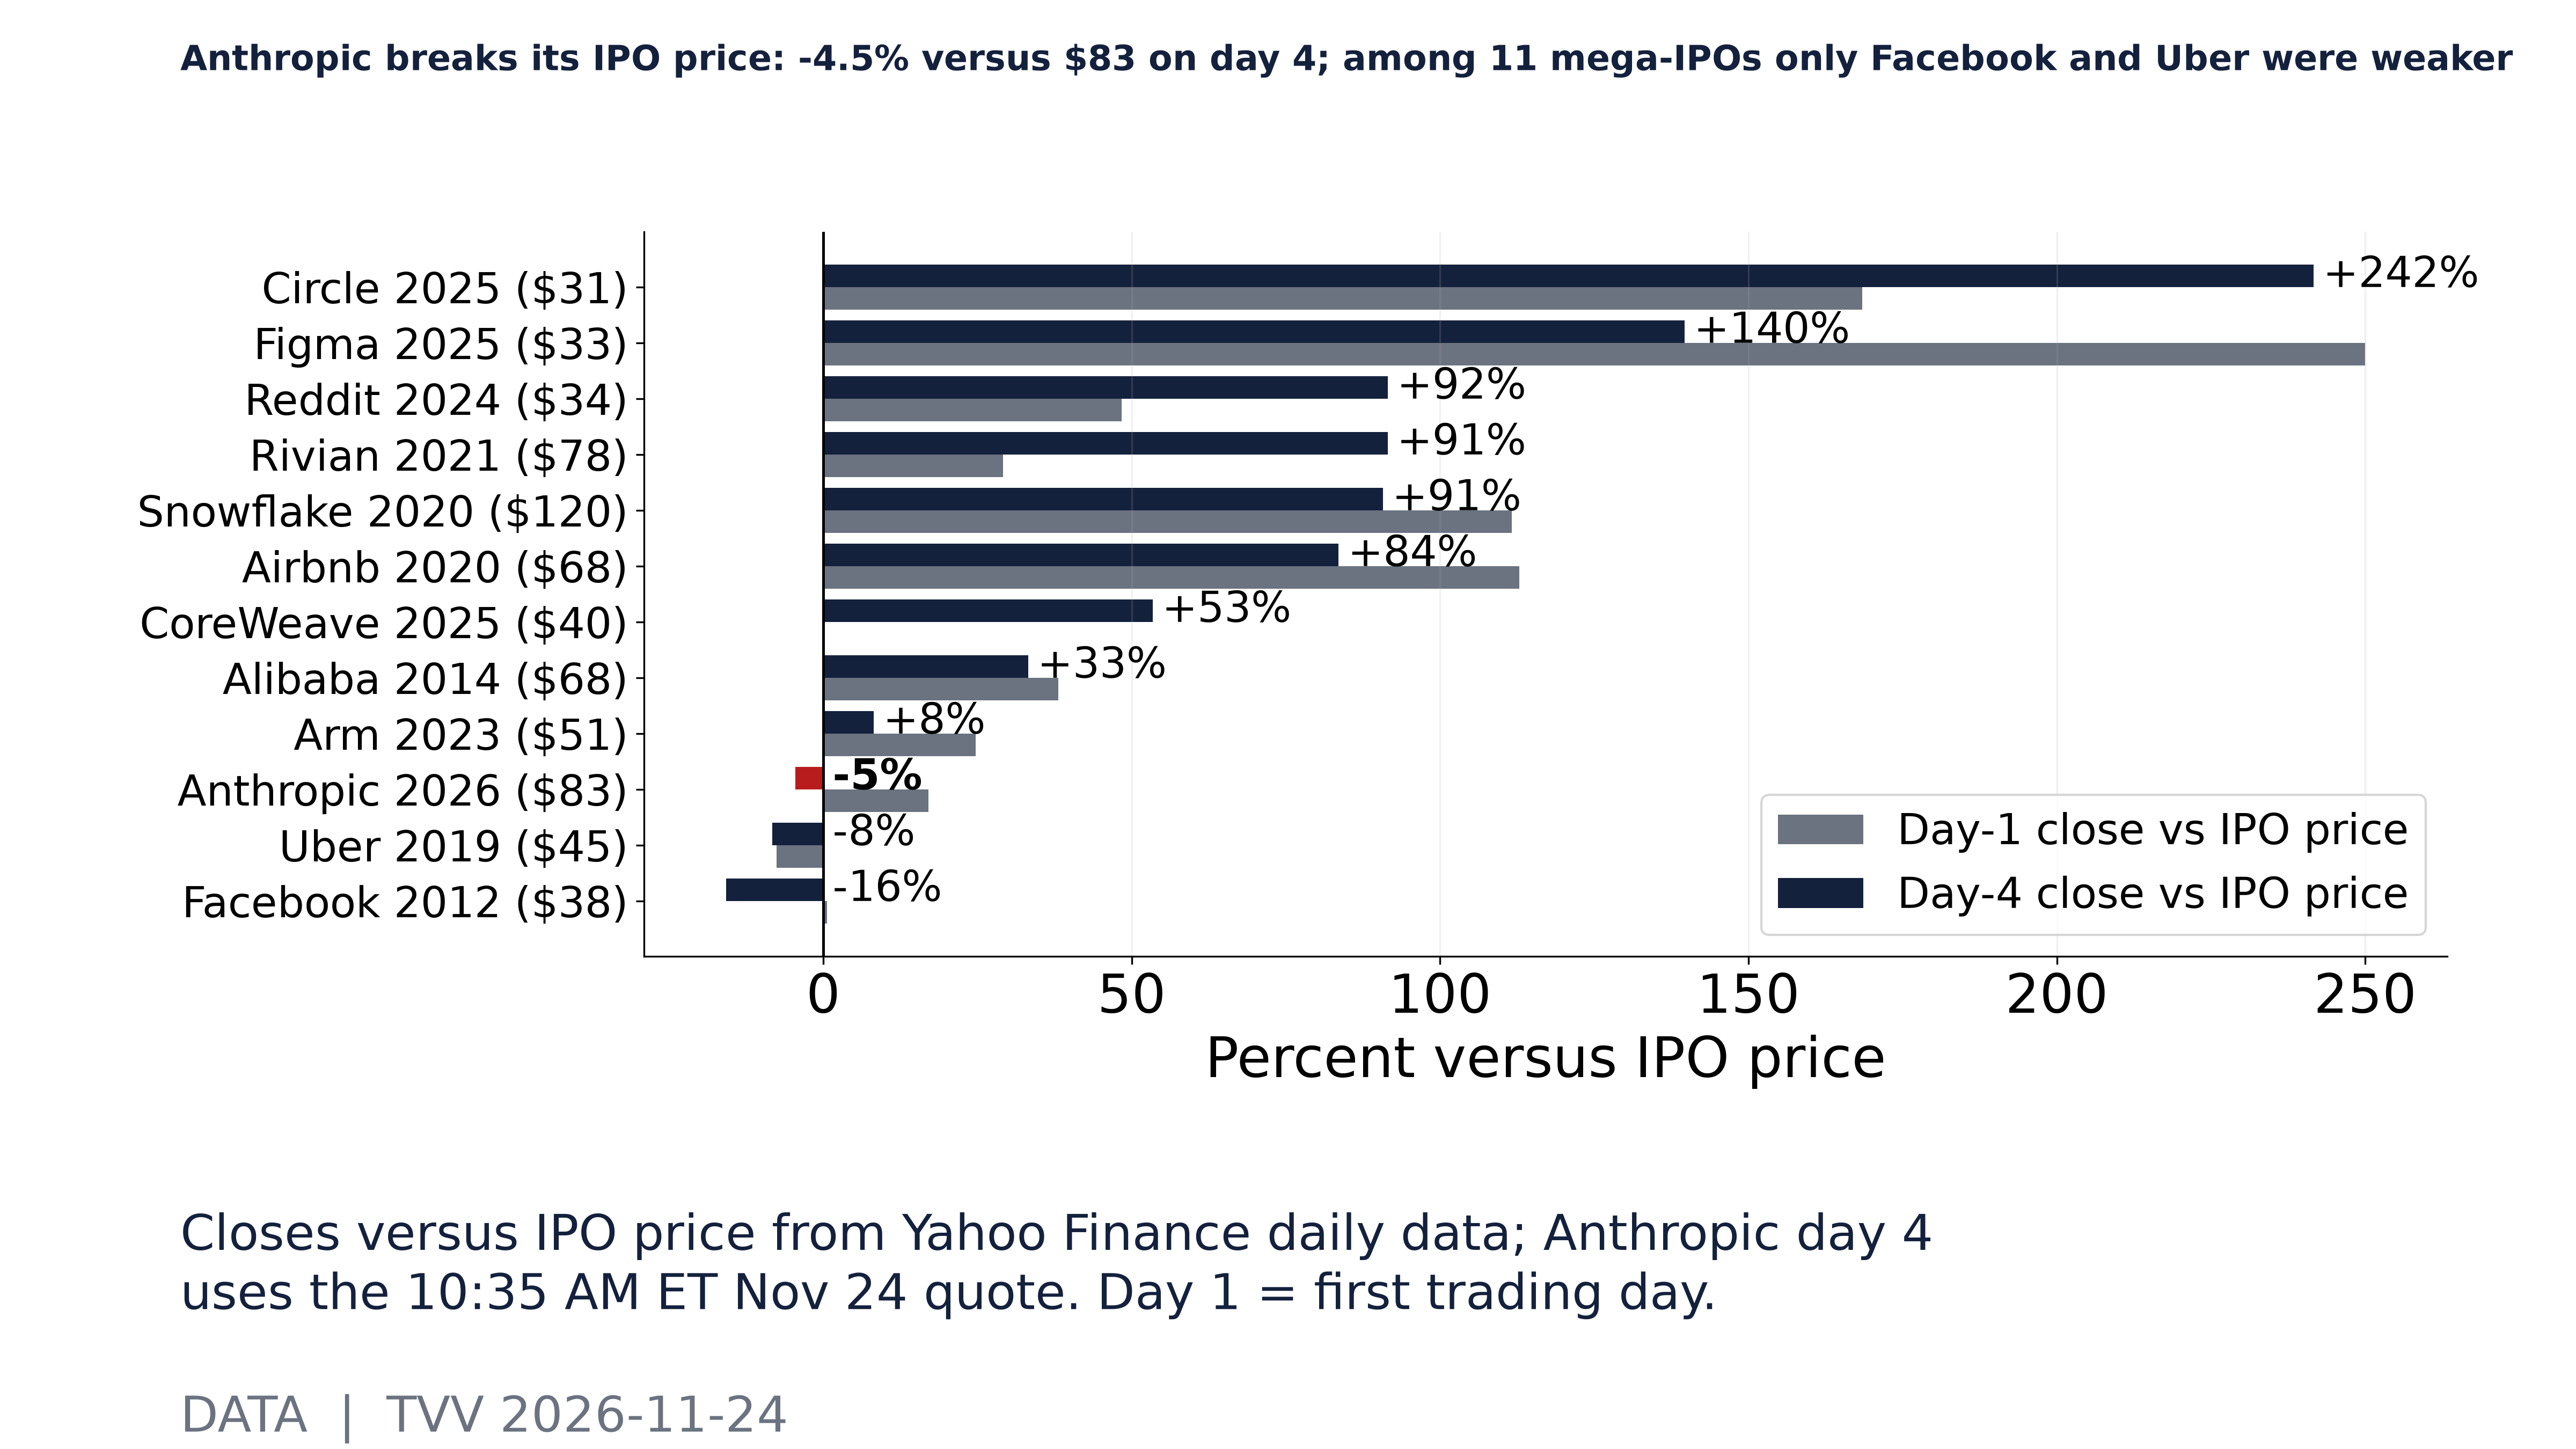 Anthropic breaks its IPO price: -4.5% versus $83 on day 4; among 11 mega-IPOs only Facebook and Uber were weaker
Circle 2025 ($31)
+242%
Figma 2025 ($33)
+140%
Reddit 2024 ($34)
+92%
Rivian 2021 ($78)
+91%
Snowflake 2020 ($120)
+91%
Airbnb 2020 ($68)
+84%
CoreWeave 2025 ($40)
+53%
Alibaba 2014 ($68)
+33%
Arm 2023 ($51)
+8%
Anthropic 2026 ($83)
-5%
Uber 2019 ($45)
-8%
Facebook 2012 ($38)
-16%
Day-1 close vs IPO price
Day-4 close vs IPO price
0 50 100 150 200 250
Percent versus IPO price
Closes versus IPO price from Yahoo Finance daily data; Anthropic day 4
uses the 10:35 AM ET Nov 24 quote. Day 1 = first trading day.
DATA | TVV 2026-11-24